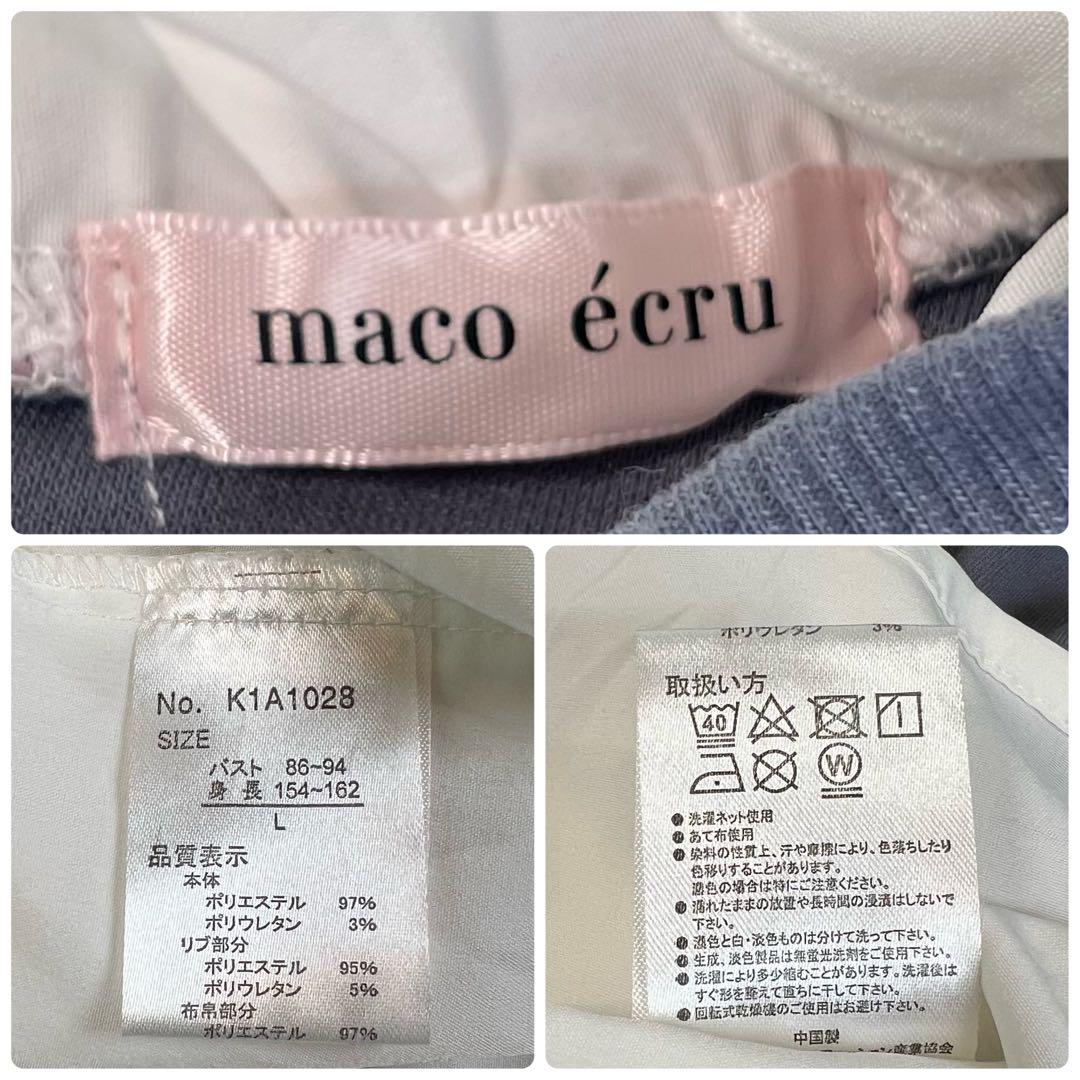 maco écru
No. K1A1028
SIZE
バスト 86~94
身長 154~162
L
品質表示
本体
ポリエステル 97%
ポリウレタン 3%
リブ部分
ポリエステル 95%
ポリウレタン 5%
布帛部分
ポリエステル 97%
ポリウレタン 3%
取扱い方
40
W
● 洗濯ネット使用
● あて布使用
● 染料の性質上、汗や摩擦により、色落ちしたり
色移りすることがあります。
濃色の場合は特にご注意ください。
● 濡れたままの放置や長時間の浸漬はしないで
下さい。
● 濃色と白・淡色ものは分けて洗って下さい。
● 生成、淡色製品は無蛍光洗剤をご使用下さい。
● 洗濯により多少縮むことがあります。洗濯後は
すぐ形を整えて直ちに干して下さい。
● 回転式乾燥機のご使用はお避け下さい。
中国製
産業協会